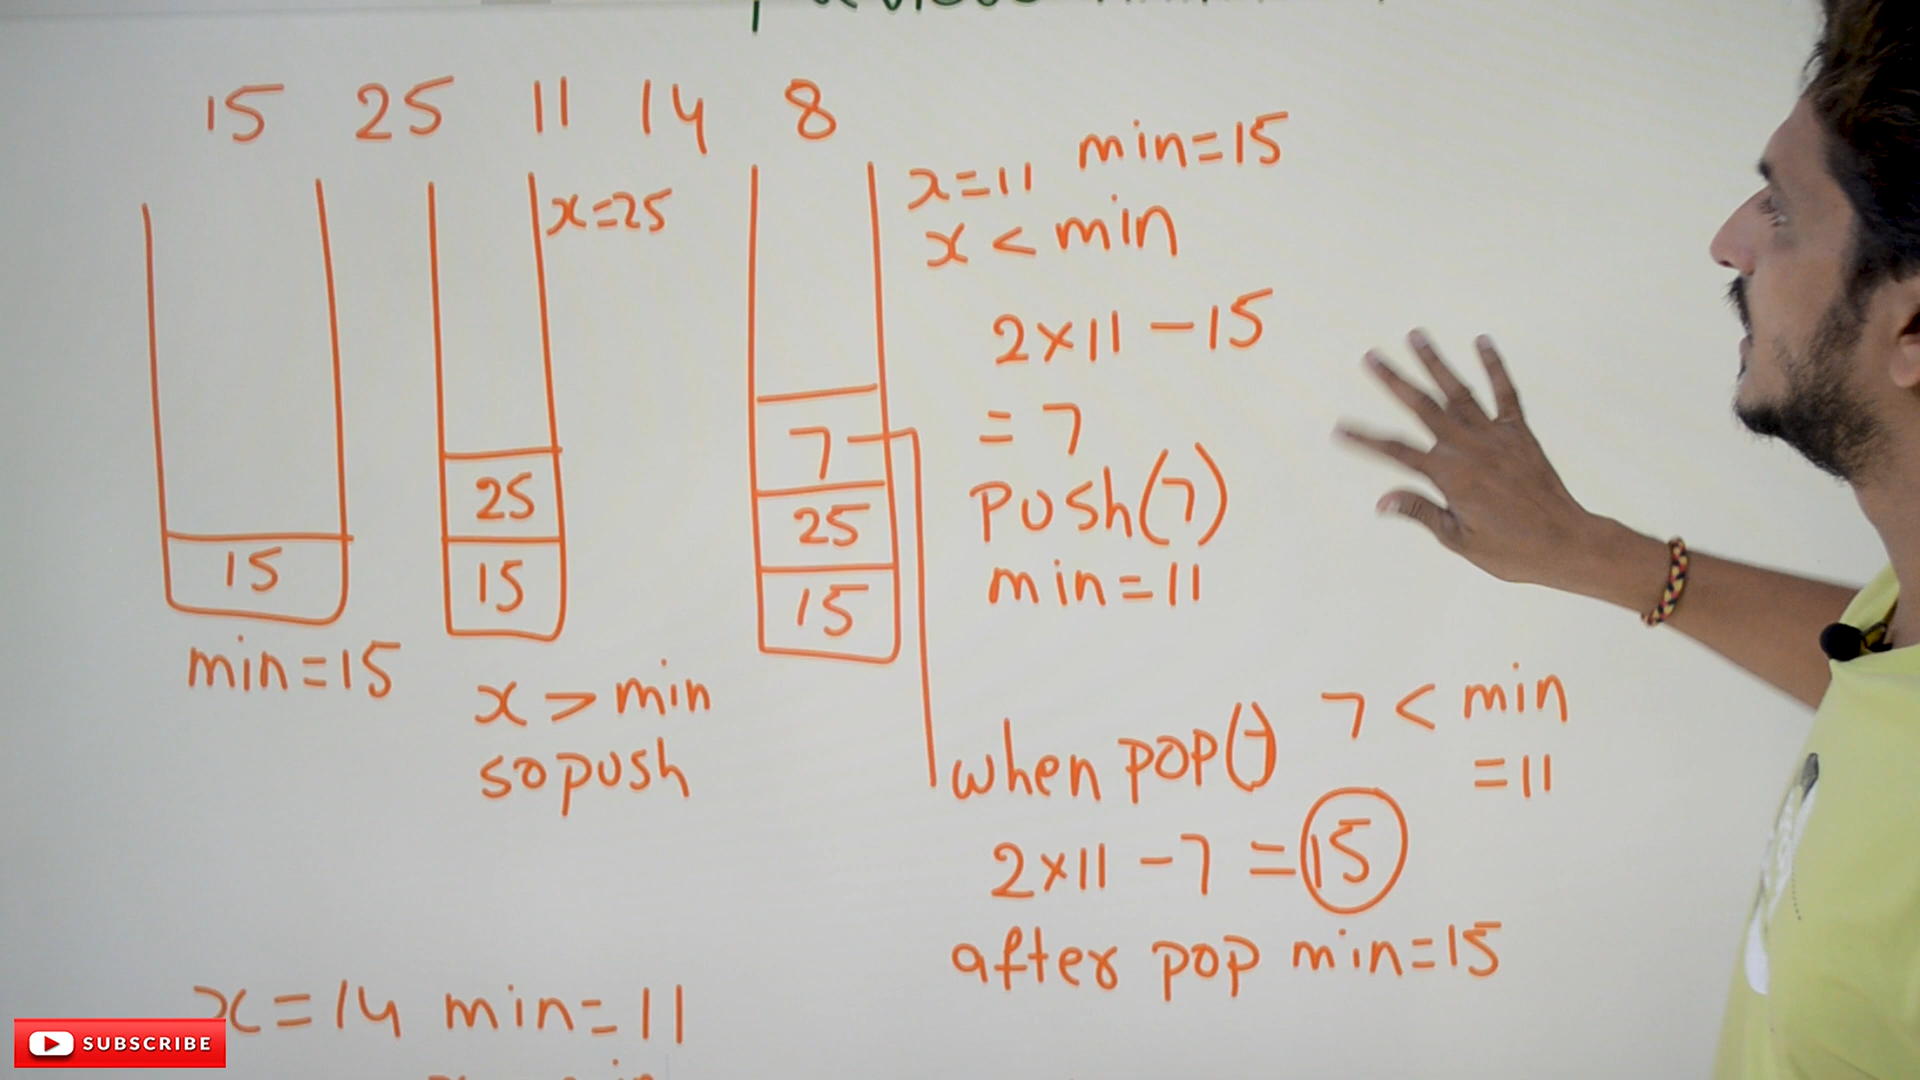 15 25 11 14 8
min=15
x=11
x=25
x < min
2×11 - 15
= 7
7
25
15
push(7)
25
15
15
min=11
min=15
x > min
so push
7 < min
=11
when pop()
2×11 - 7 = 15
after pop min=15
x=14 min=11
SUBSCRIBE